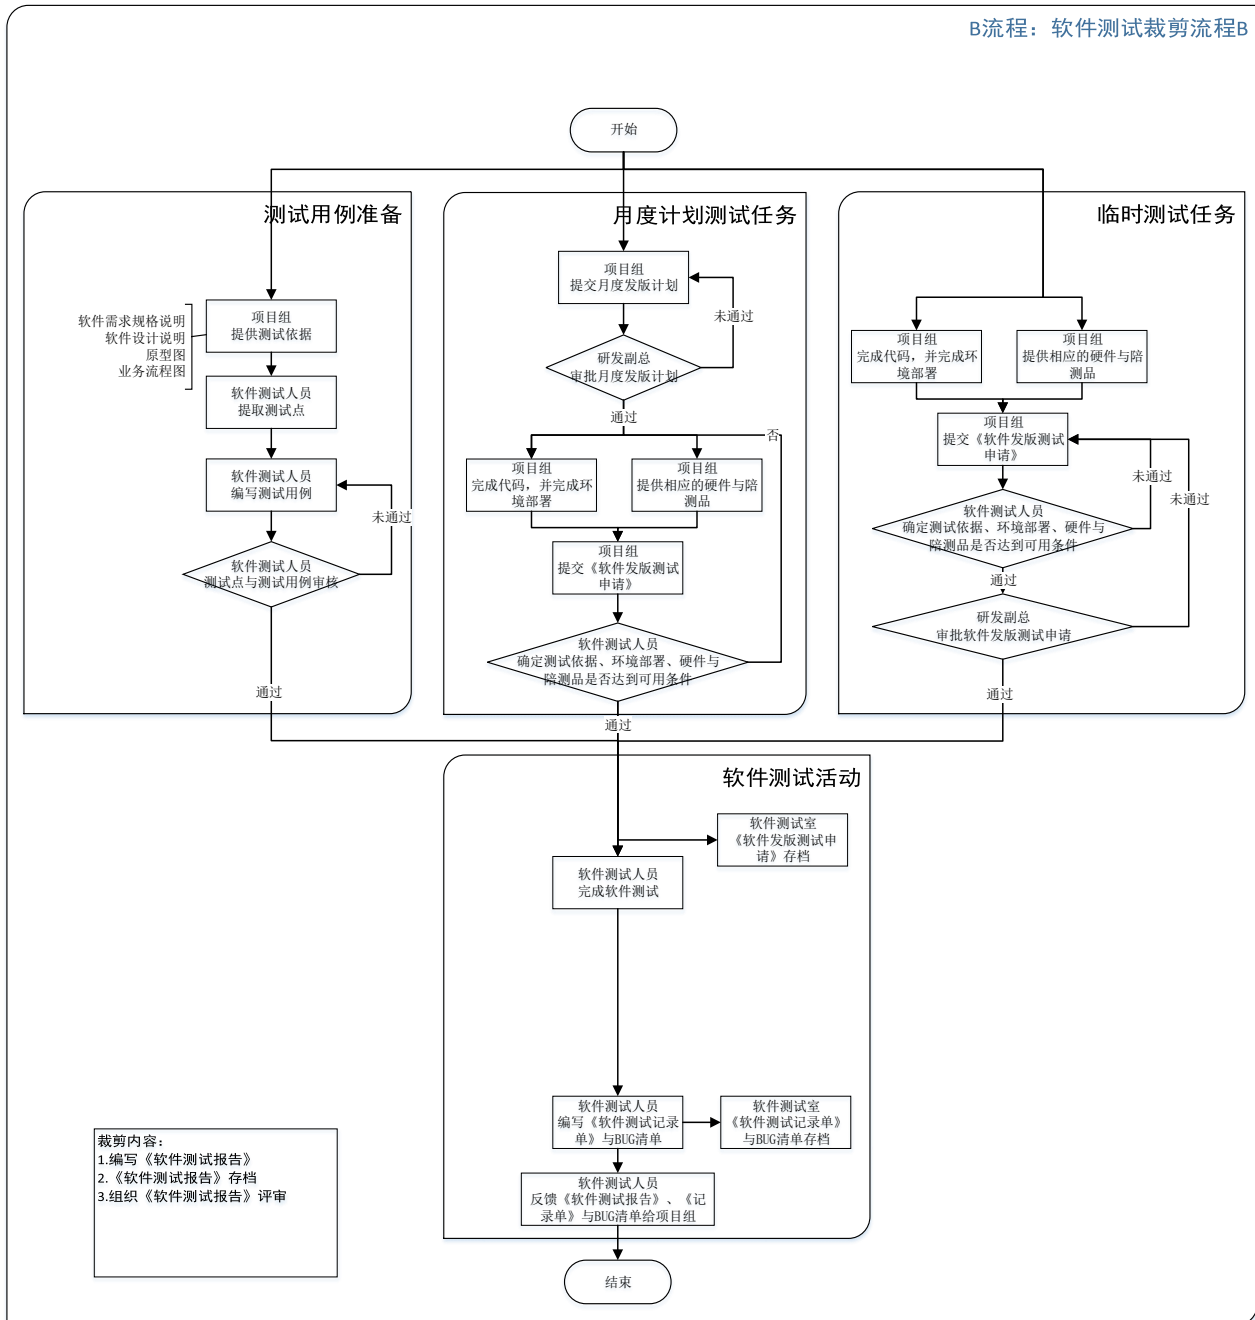 B流程：软件测试裁剪流程B
开始
测试用例准备
软件需求规格说明
软件设计说明
原型图
业务流程图
项目组
提供测试依据
软件测试人员
提取测试点
软件测试人员
编写测试用例
未通过
软件测试人员
测试点与测试用例审核
通过
月度计划测试任务
项目组
提交月度发版计划
未通过
研发副总
审批月度发版计划
通过
否
项目组
完成代码，并完成环
境部署
项目组
提供相应的硬件与陪
测品
项目组
提交《软件发版测试
申请》
软件测试人员
确定测试依据、环境部署、硬件与
陪测品是否达到可用条件
通过
临时测试任务
项目组
完成代码，并完成环
境部署
项目组
提供相应的硬件与陪
测品
项目组
提交《软件发版测试
申请》
未通过
未通过
软件测试人员
确定测试依据、环境部署、硬件与
陪测品是否达到可用条件
通过
研发副总
审批软件发版测试申请
通过
软件测试活动
软件测试室
《软件发版测试申
请》存档
软件测试人员
完成软件测试
软件测试人员
编写《软件测试记录
单》与BUG清单
软件测试室
《软件测试记录单》
与BUG清单存档
软件测试人员
反馈《软件测试报告》、《记
录单》与BUG清单给项目组
结束
裁剪内容：
1.编写《软件测试报告》
2.《软件测试报告》存档
3.组织《软件测试报告》评审